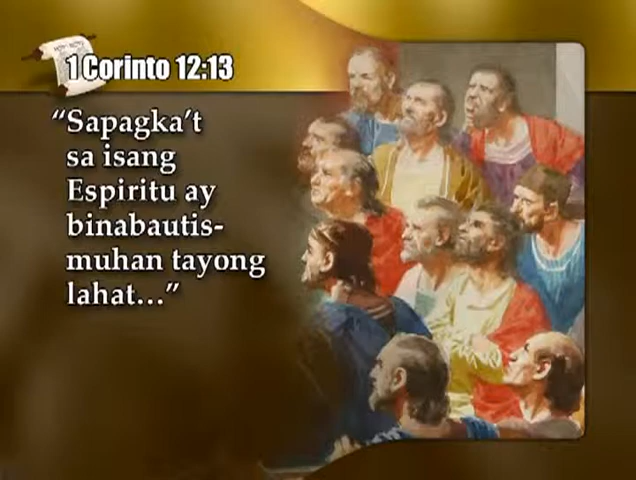 1 Corinto 12:13
“Sapagka’t
sa isang
Espiritu ay
binabautis-
muhan tayong
lahat...”